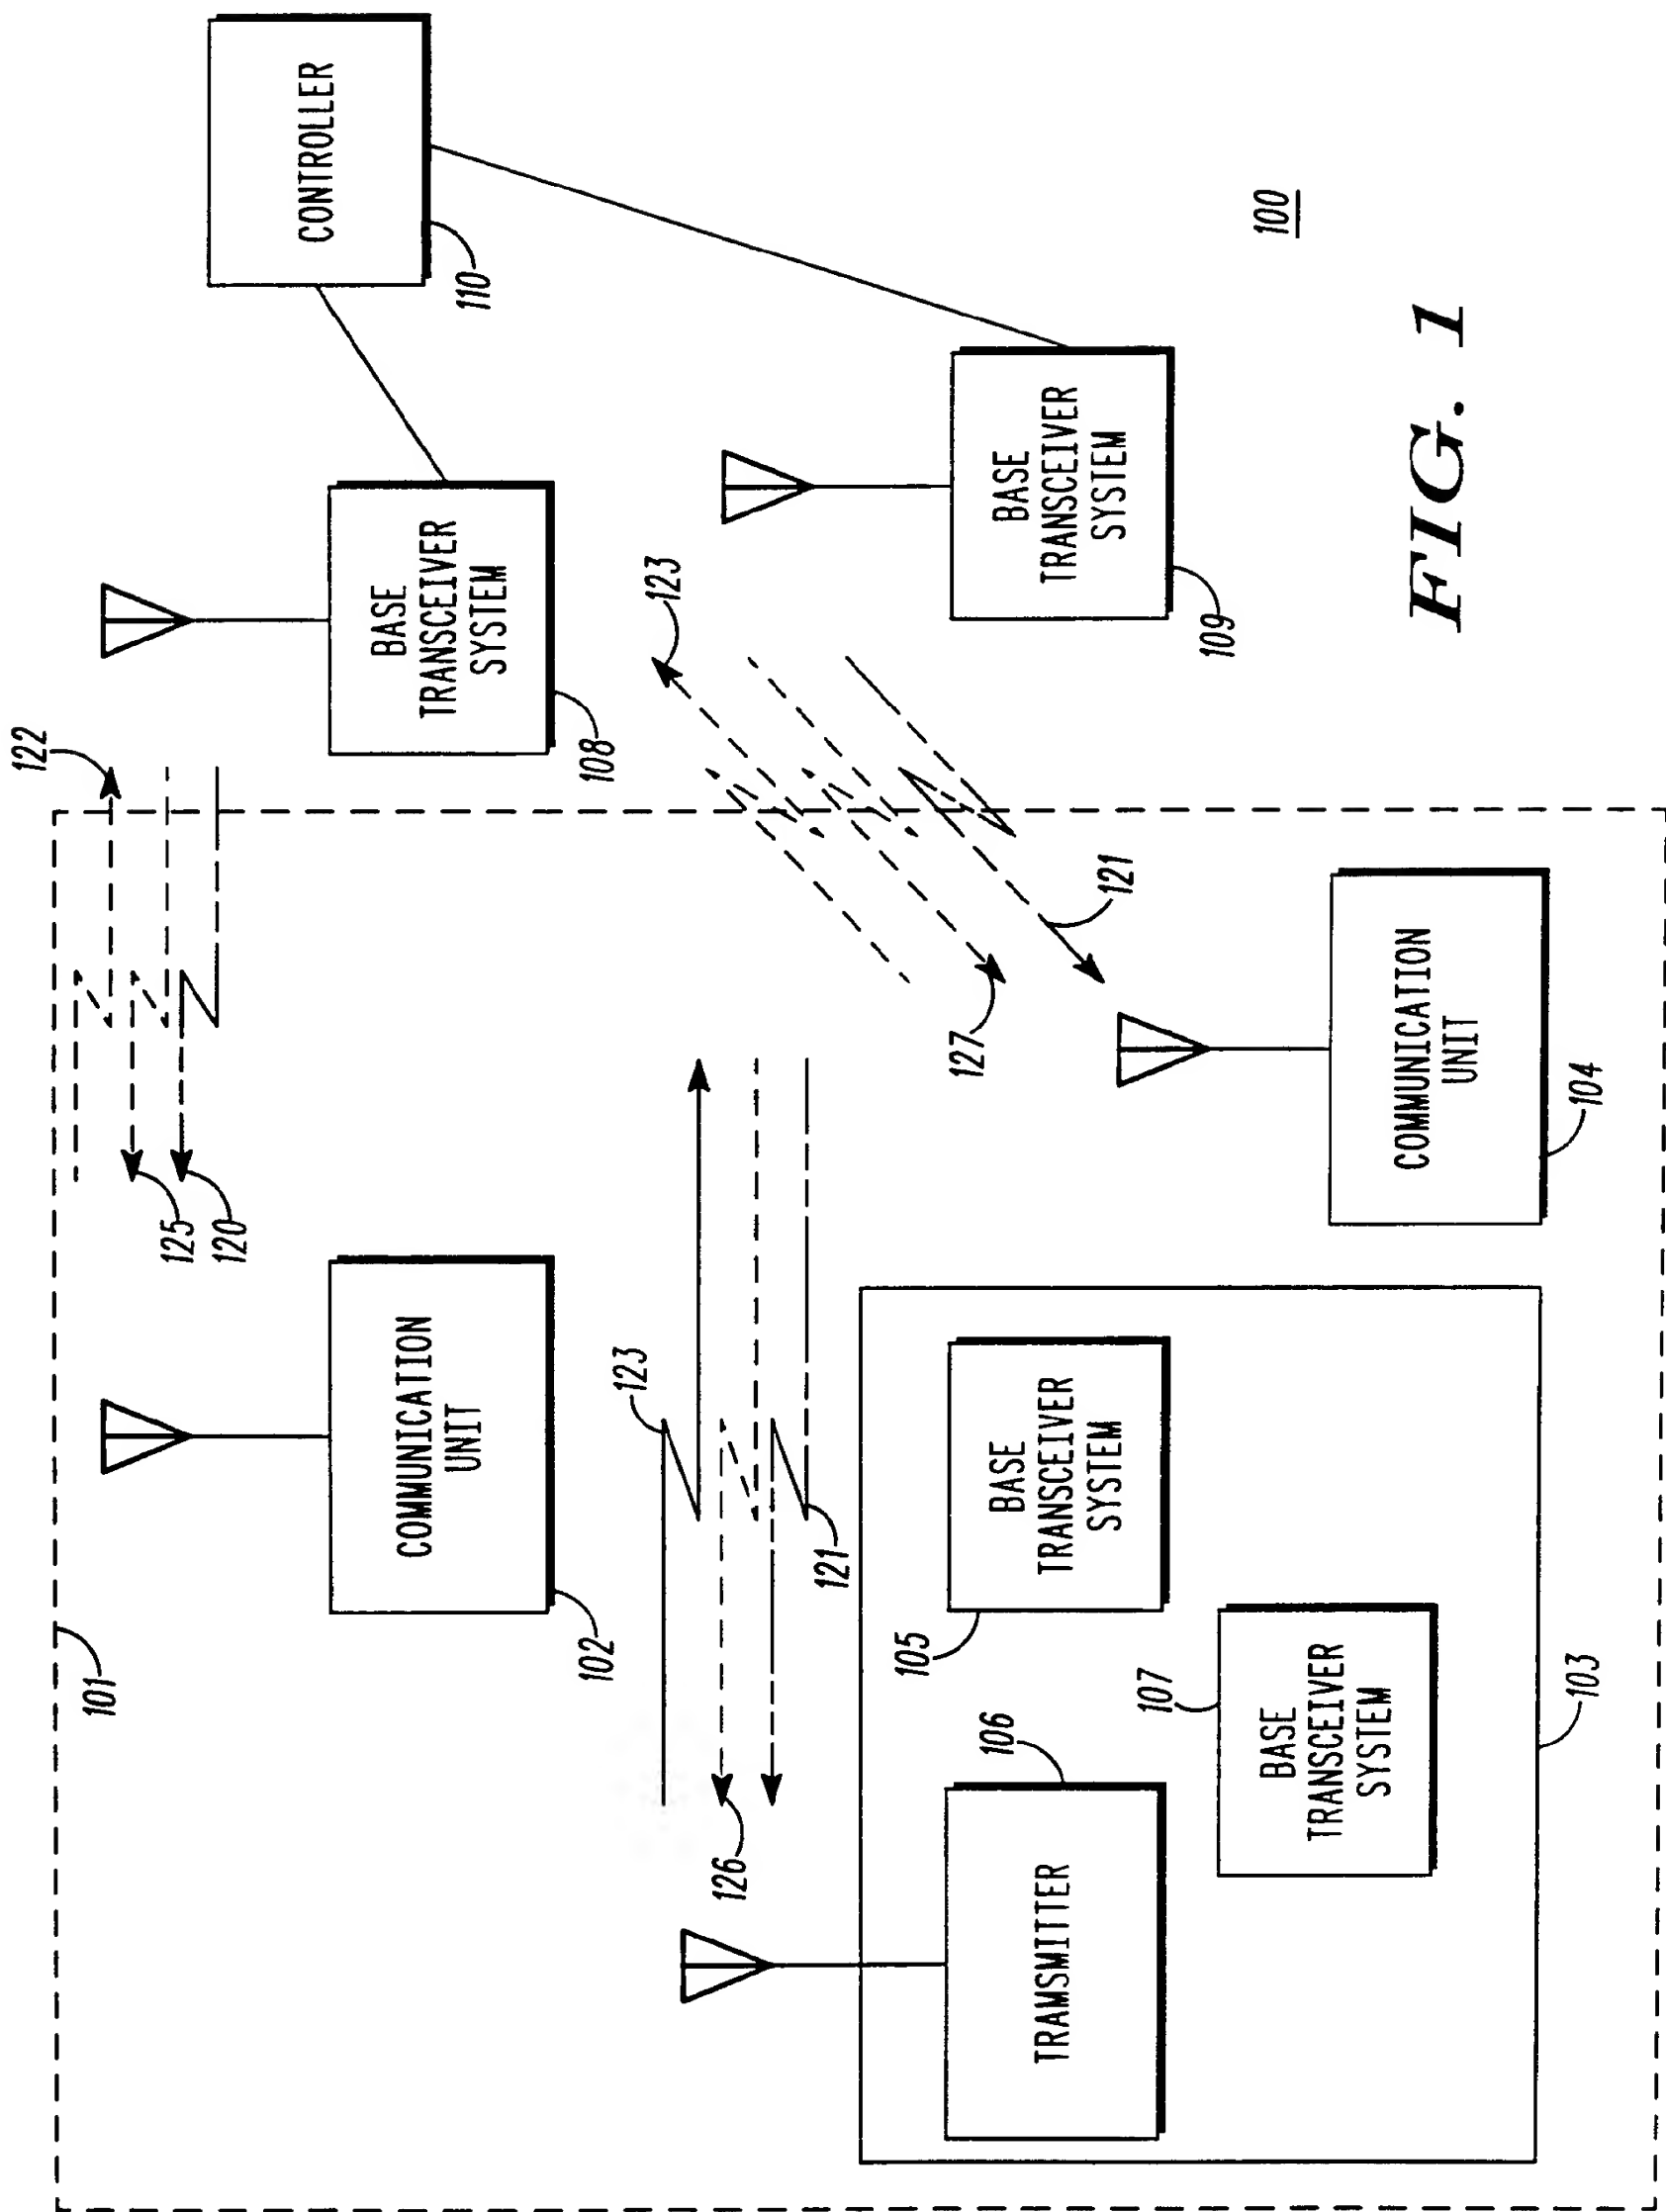 101
COMMUNICATION
UNIT
102
125
120
122
BASE
TRANSCEIVER
SYSTEM
108
CONTROLLER
110
123
126
121
123
127
121
BASE
TRANSCEIVER
SYSTEM
109
TRAMSMITTER
106
BASE
TRANSCEIVER
SYSTEM
105
BASE
TRANSCEIVER
SYSTEM
107
103
COMMUNICATION
UNIT
104
100
FIG. 1